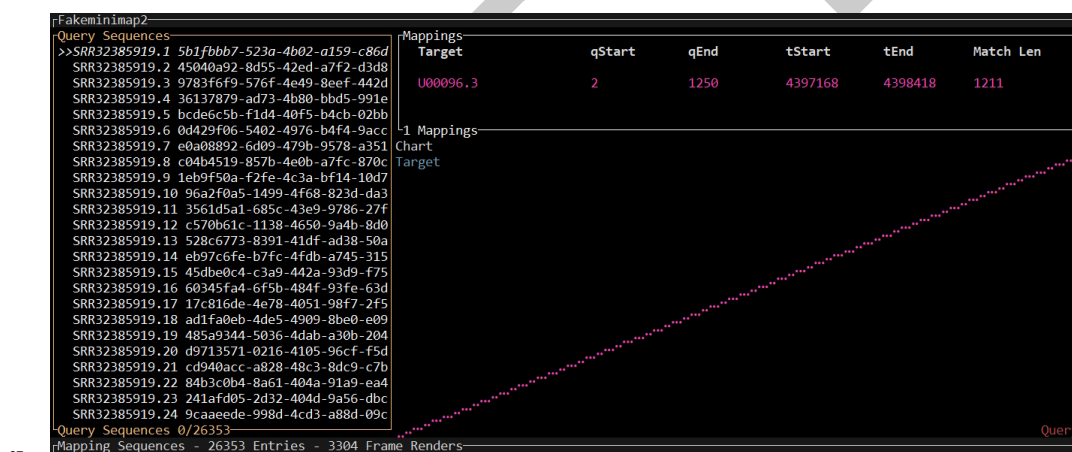 Fakeminimap2
Query Sequences
>>SRR32385919.1 5b1fbbb7-523a-4b02-a159-c86d
SRR32385919.2 45040a92-8d55-42ed-a7f2-d3d8
SRR32385919.3 9783f6f9-576f-4e49-8eef-442d
SRR32385919.4 36137879-ad73-4b80-bbd5-991e
SRR32385919.5 bcde6c5b-f1d4-40f5-b4cb-02bb
SRR32385919.6 0d429f06-5402-4976-b4f4-9acc
SRR32385919.7 e0a08892-6d09-479b-9578-a351
SRR32385919.8 c04b4519-857b-4e0b-a7fc-870c
SRR32385919.9 1eb9f50a-f2fe-4c3a-bf14-10d7
SRR32385919.10 96a2f0a5-1499-4f68-823d-da3
SRR32385919.11 3561d5a1-685c-43e9-9786-27f
SRR32385919.12 c570b61c-1138-4650-9a4b-8d0
SRR32385919.13 528c6773-8391-41df-ad38-50a
SRR32385919.14 eb97c6fe-b7fc-4fdb-a745-315
SRR32385919.15 45dbe0c4-c3a9-442a-93d9-f75
SRR32385919.16 60345fa4-6f5b-484f-93fe-63d
SRR32385919.17 17c816de-4e78-4051-98f7-2f5
SRR32385919.18 ad1fa0eb-4de5-4909-8be0-e09
SRR32385919.19 485a9344-5036-4dab-a30b-204
SRR32385919.20 d9713571-0216-4105-96cf-f5d
SRR32385919.21 cd940acc-a828-48c3-8dc9-c7b
SRR32385919.22 84b3c0b4-8a61-404a-91a9-ea4
SRR32385919.23 241afd05-2d32-404d-9a56-dbc
SRR32385919.24 9caaeede-998d-4cd3-a88d-09c
Query Sequences 0/26353
Mappings
Target qStart qEnd tStart tEnd Match Len
U00096.3 2 1250 4397168 4398418 1211
1 Mappings
Chart
Target
Quer
Mapping Sequences - 26353 Entries - 3304 Frame Renders